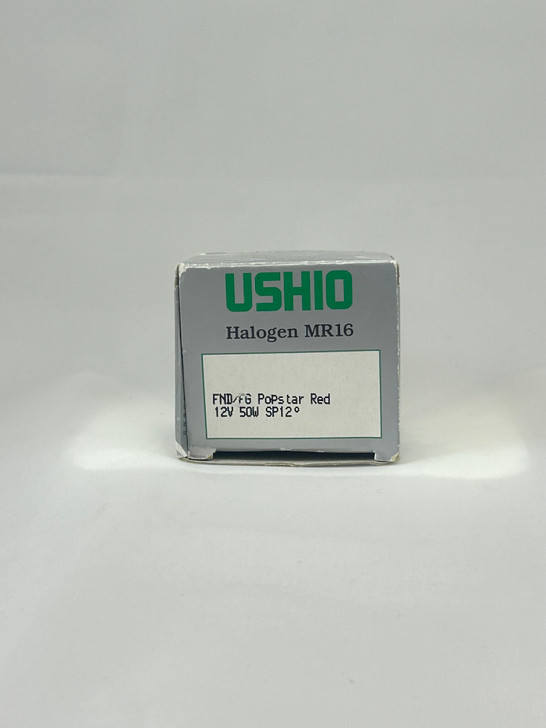 USHIO
Halogen MR16
FND/FG PoPstar Red
12V 50W SP12°